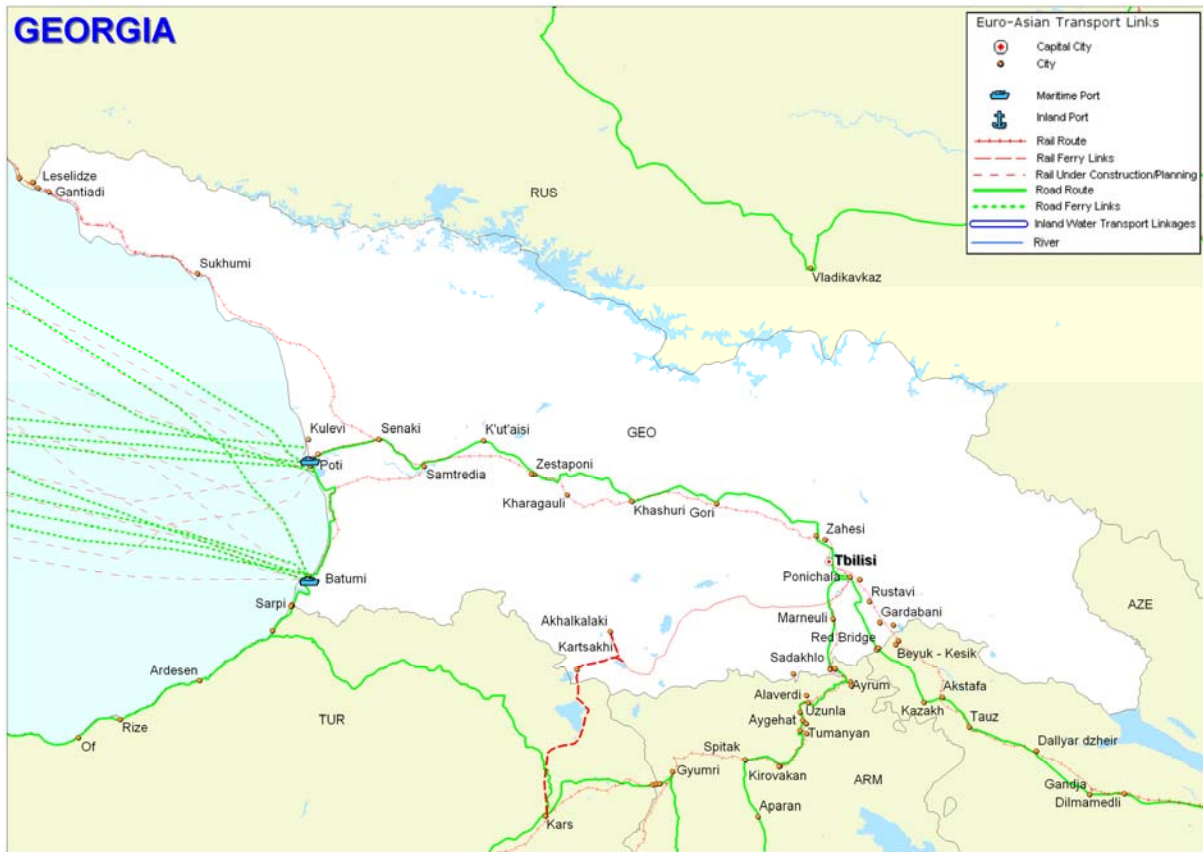 GEORGIA
Euro-Asian Transport Links
Capital City
City
Maritime Port
Inland Port
Rail Route
Rail Ferry Links
Rail Under Construction/Planning
Road Route
Road Ferry Links
Inland Water Transport Linkages
River
Leselidze
Gantiadi
RUS
Sukhumi
Vladikavkaz
Kulevi
Senaki
K'ut'aisi
GEO
Poti
Samtredia
Zestaponi
Kharagauli
Khashuri
Gori
Zahesi
Tbilisi
Batumi
Ponichala
Rustavi
Sarpi
Akhalkalaki
Marneuli
Gardabani
AZE
Kartsakhi
Red Bridge
Beyuk - Kesik
Ardesen
Sadakhlo
Ayrum
Akstafa
Alaverdi
Kazakh
Rize
TUR
Uzunla
Aygehat
Tauz
Of
Tumanyan
Spitak
Dallyar dzheir
Gyumri
Kirovakan
ARM
Gandja
Kars
Aparan
Dilmamedli